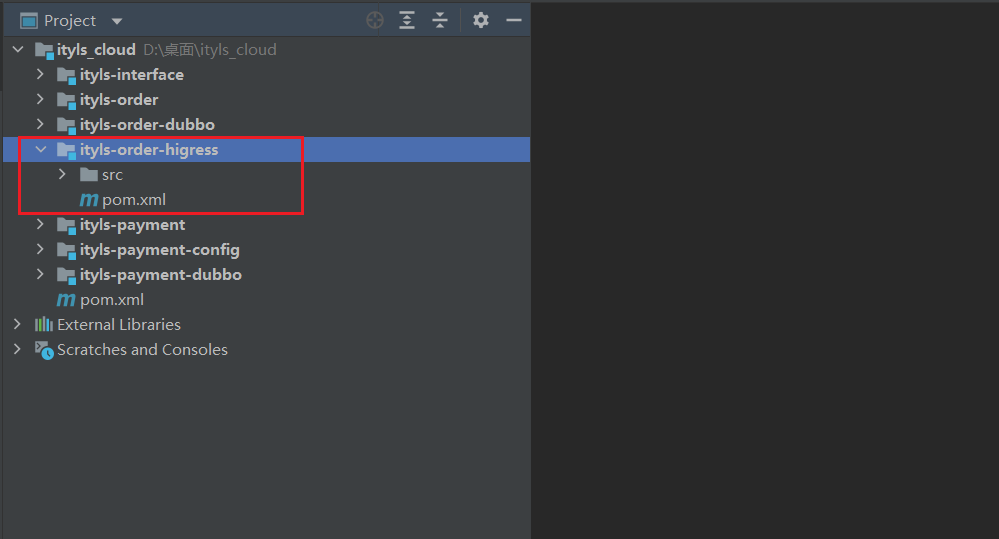 Project
ityls_cloud D:\桌面\ityls_cloud
ityls-interface
ityls-order
ityls-order-dubbo
ityls-order-higress
src
pom.xml
ityls-payment
ityls-payment-config
ityls-payment-dubbo
pom.xml
External Libraries
Scratches and Consoles